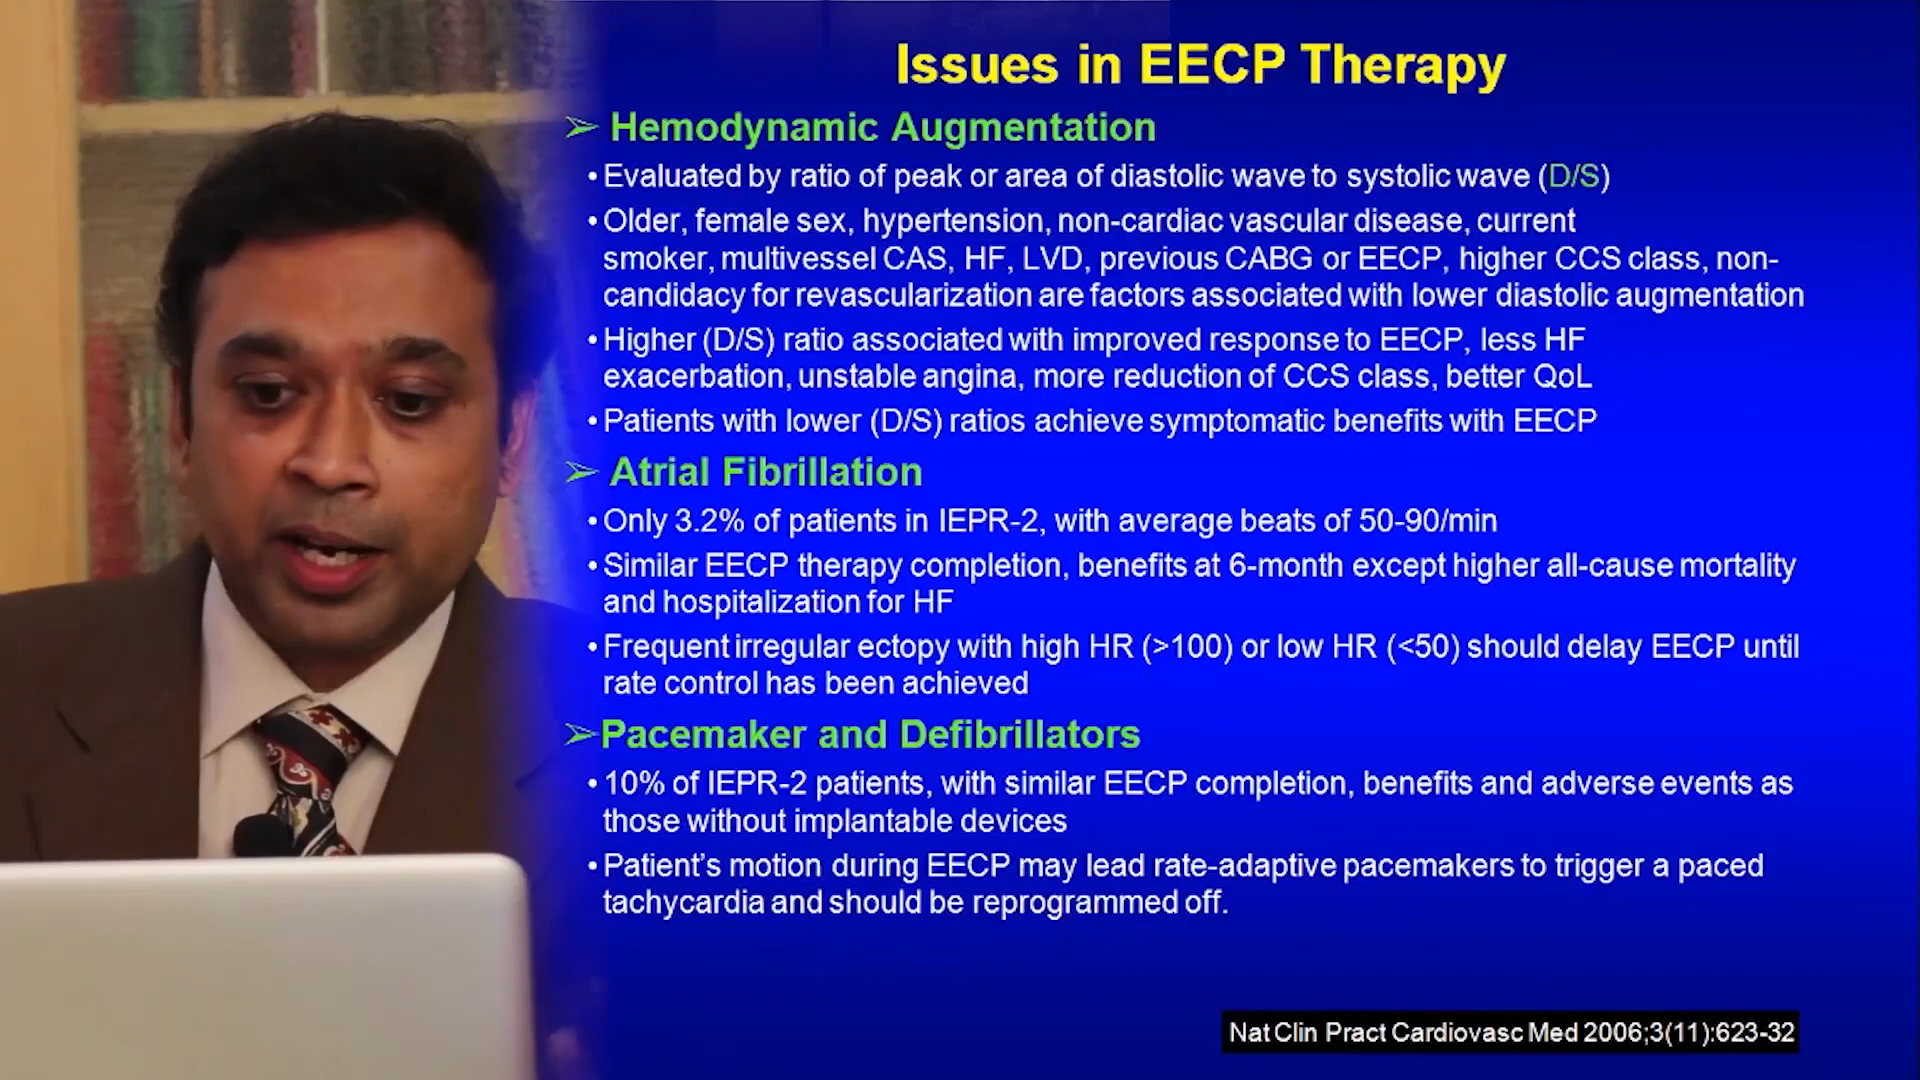 Issues in EECP Therapy
➢ Hemodynamic Augmentation
• Evaluated by ratio of peak or area of diastolic wave to systolic wave (D/S)
• Older, female sex, hypertension, non-cardiac vascular disease, current
smoker, multivessel CAS, HF, LVD, previous CABG or EECP, higher CCS class, non-
candidacy for revascularization are factors associated with lower diastolic augmentation
• Higher (D/S) ratio associated with improved response to EECP, less HF
exacerbation, unstable angina, more reduction of CCS class, better QoL
• Patients with lower (D/S) ratios achieve symptomatic benefits with EECP
➢ Atrial Fibrillation
• Only 3.2% of patients in IEPR-2, with average beats of 50-90/min
• Similar EECP therapy completion, benefits at 6-month except higher all-cause mortality
and hospitalization for HF
• Frequent irregular ectopy with high HR (>100) or low HR (<50) should delay EECP until
rate control has been achieved
➢ Pacemaker and Defibrillators
• 10% of IEPR-2 patients, with similar EECP completion, benefits and adverse events as
those without implantable devices
• Patient's motion during EECP may lead rate-adaptive pacemakers to trigger a paced
tachycardia and should be reprogrammed off.
Nat Clin Pract Cardiovasc Med 2006;3(11):623-32